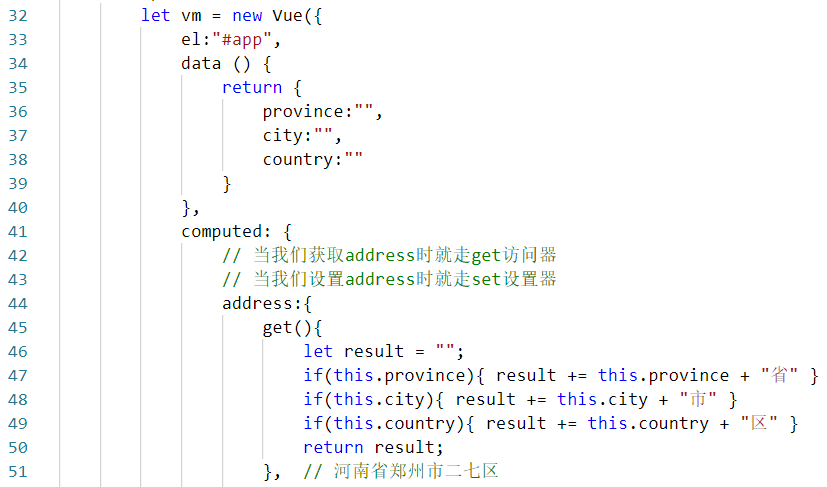 32 let vm = new Vue({
33 el:"#app",
34 data () {
35 return {
36 province:"",
37 city:"",
38 country:""
39 }
40 },
41 computed: {
42 // 当我们获取address时就走get访问器
43 // 当我们设置address时就走set设置器
44 address:{
45 get(){
46 let result = "";
47 if(this.province){ result += this.province + "省" }
48 if(this.city){ result += this.city + "市" }
49 if(this.country){ result += this.country + "区" }
50 return result;
51 }, // 河南省郑州市二七区